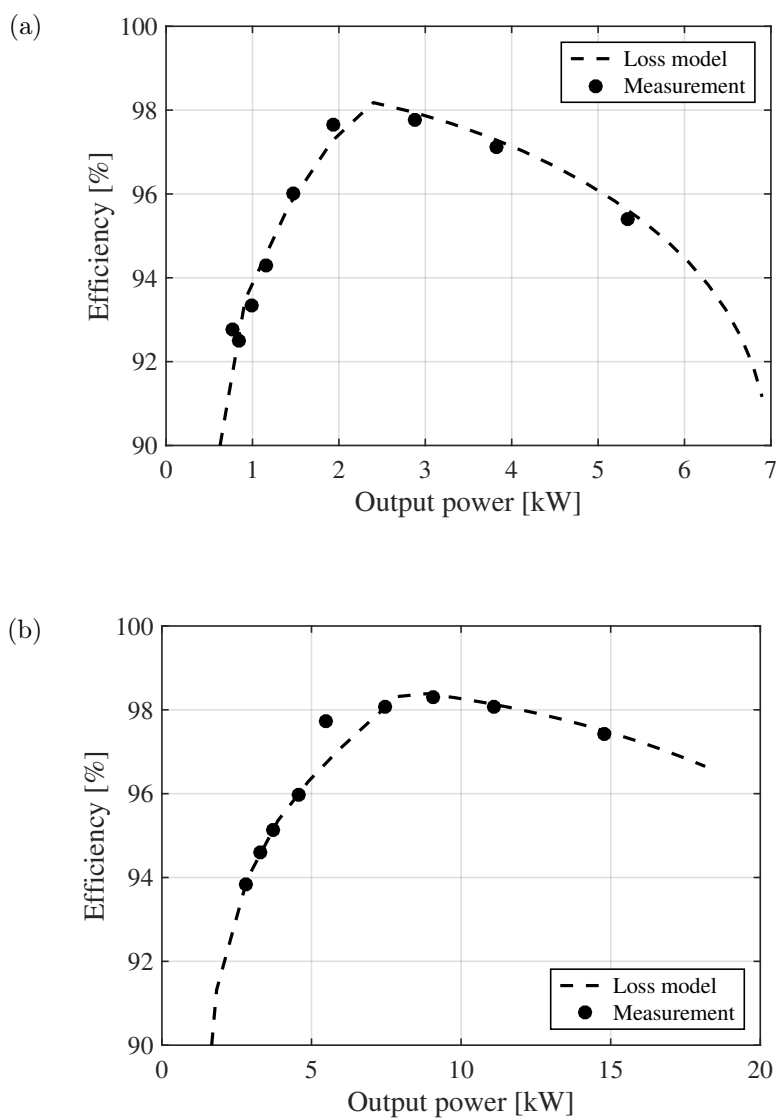 (a)
100
98
96
94
92
90
Efficiency [%]
Loss model
Measurement
0 1 2 3 4 5 6 7
Output power [kW]
(b)
100
98
96
94
92
90
Efficiency [%]
Loss model
Measurement
0 5 10 15 20
Output power [kW]